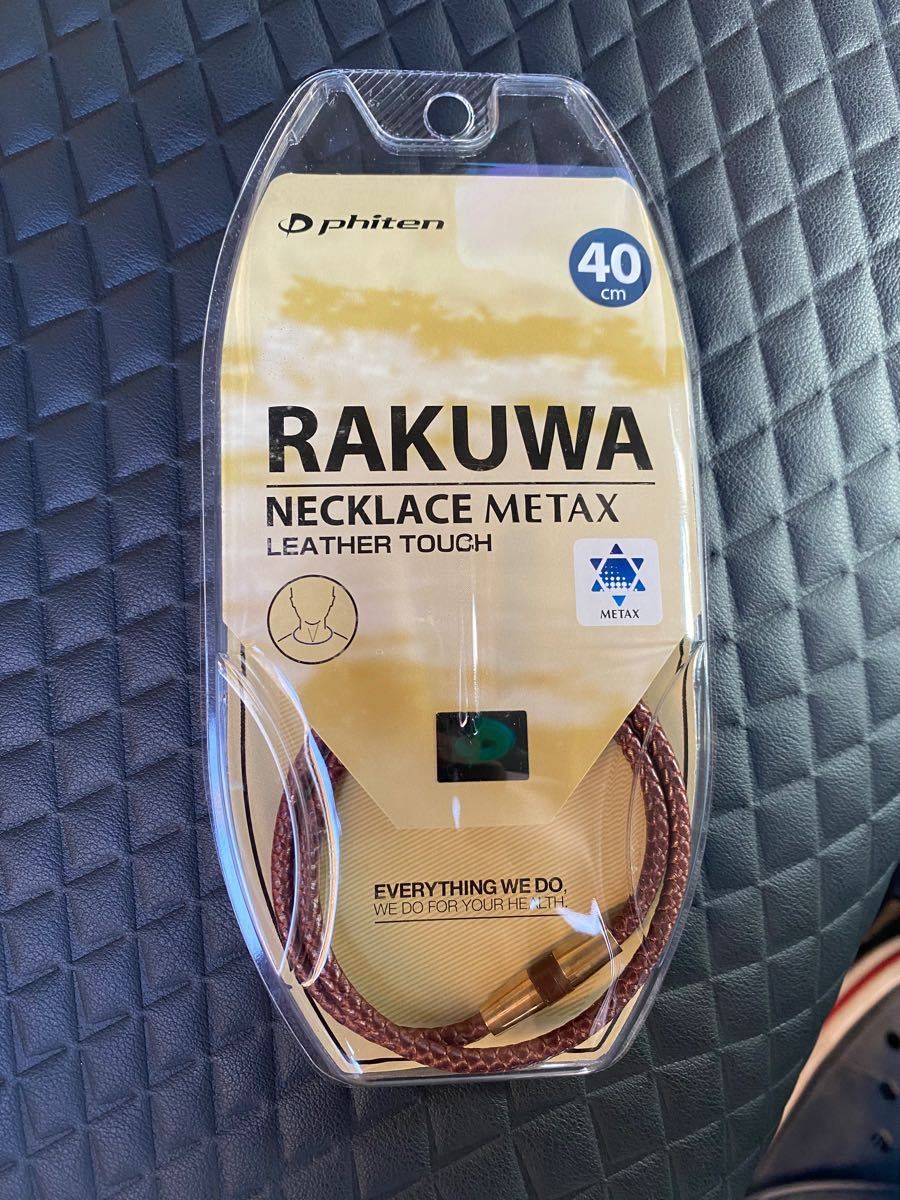 phiten
40
cm
RAKUWA
NECKLACE METAX
LEATHER TOUCH
METAX
EVERYTHING WE DO,
WE DO FOR YOUR HEALTH.